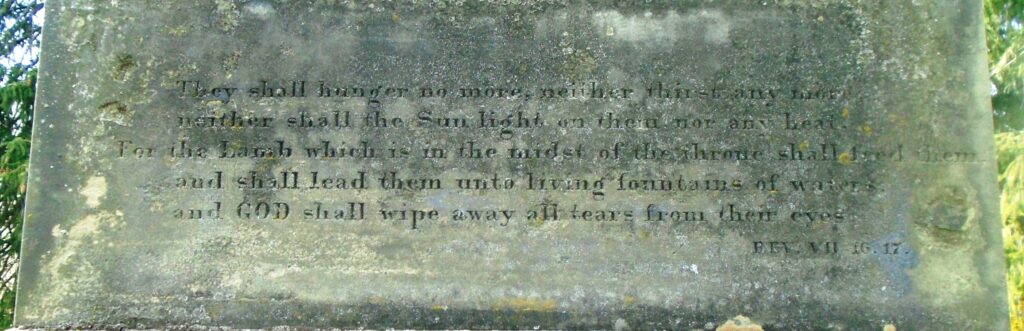 They shall hunger no more, neither thirst any more
neither shall the Sun light on them nor any heat.
For the Lamb which is in the midst of the throne shall feed them
and shall lead them unto living fountains of waters:
and GOD shall wipe away all tears from their eyes
REV. VII 16. 17.